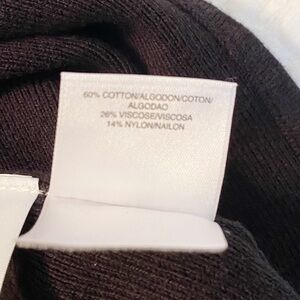 60% COTTON/ALGODON/COTON/
ALGODAO
26% VISCOSE/VISCOSA
14% NYLON/NAILON